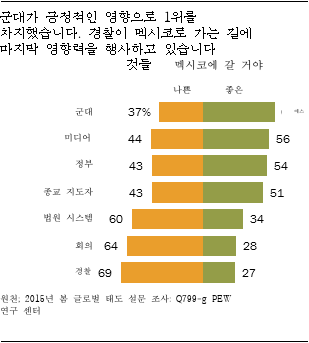 군대가 긍정적인 영향으로 1위를
차지했습니다. 경찰이 멕시코로 가는 길에
마지막 영향력을 행사하고 있습니다
것들 멕시코에 갈 거야
나쁜 좋은
군대 37%
미디어 44 56
정부 43 54
종교 지도자 43 51
법원 시스템 60 34
회의 64 28
경찰 69 27
원천; 2015년 봄 글로벌 태도 설문 조사: Q799-g PEW
연구 센터